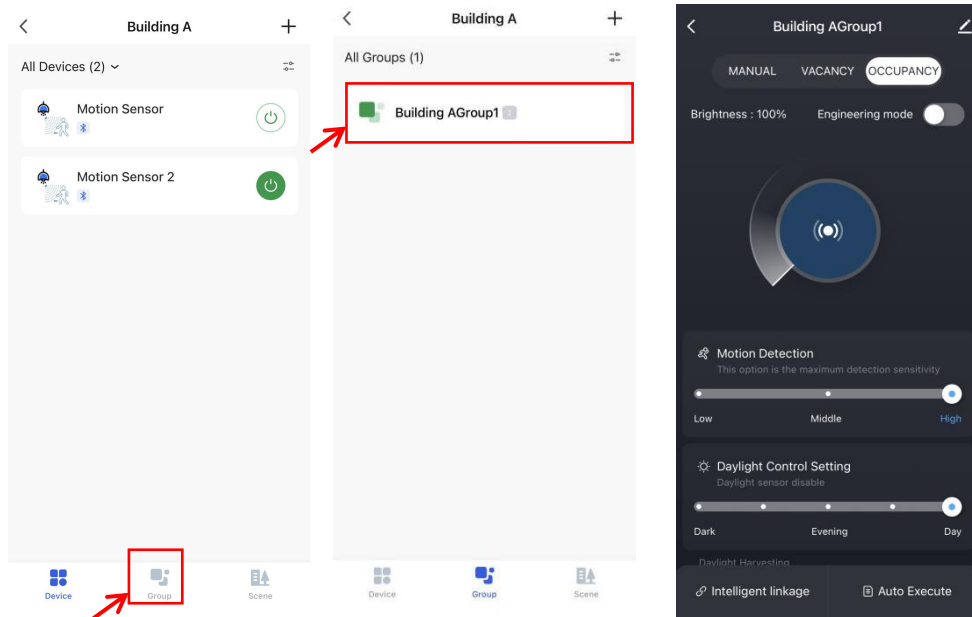 Building A
All Devices (2)
Motion Sensor
Motion Sensor 2
Device
Group
Scene
Building A
All Groups (1)
Building AGroup1 2
Device
Group
Scene
Building AGroup1
MANUAL VACANCY OCCUPANCY
Brightness : 100% Engineering mode
Motion Detection
This option is the maximum detection sensitivity
Low Middle High
Daylight Control Setting
Daylight sensor disable
Dark Evening Day
Daylight Harvesting
Intelligent linkage Auto Execute